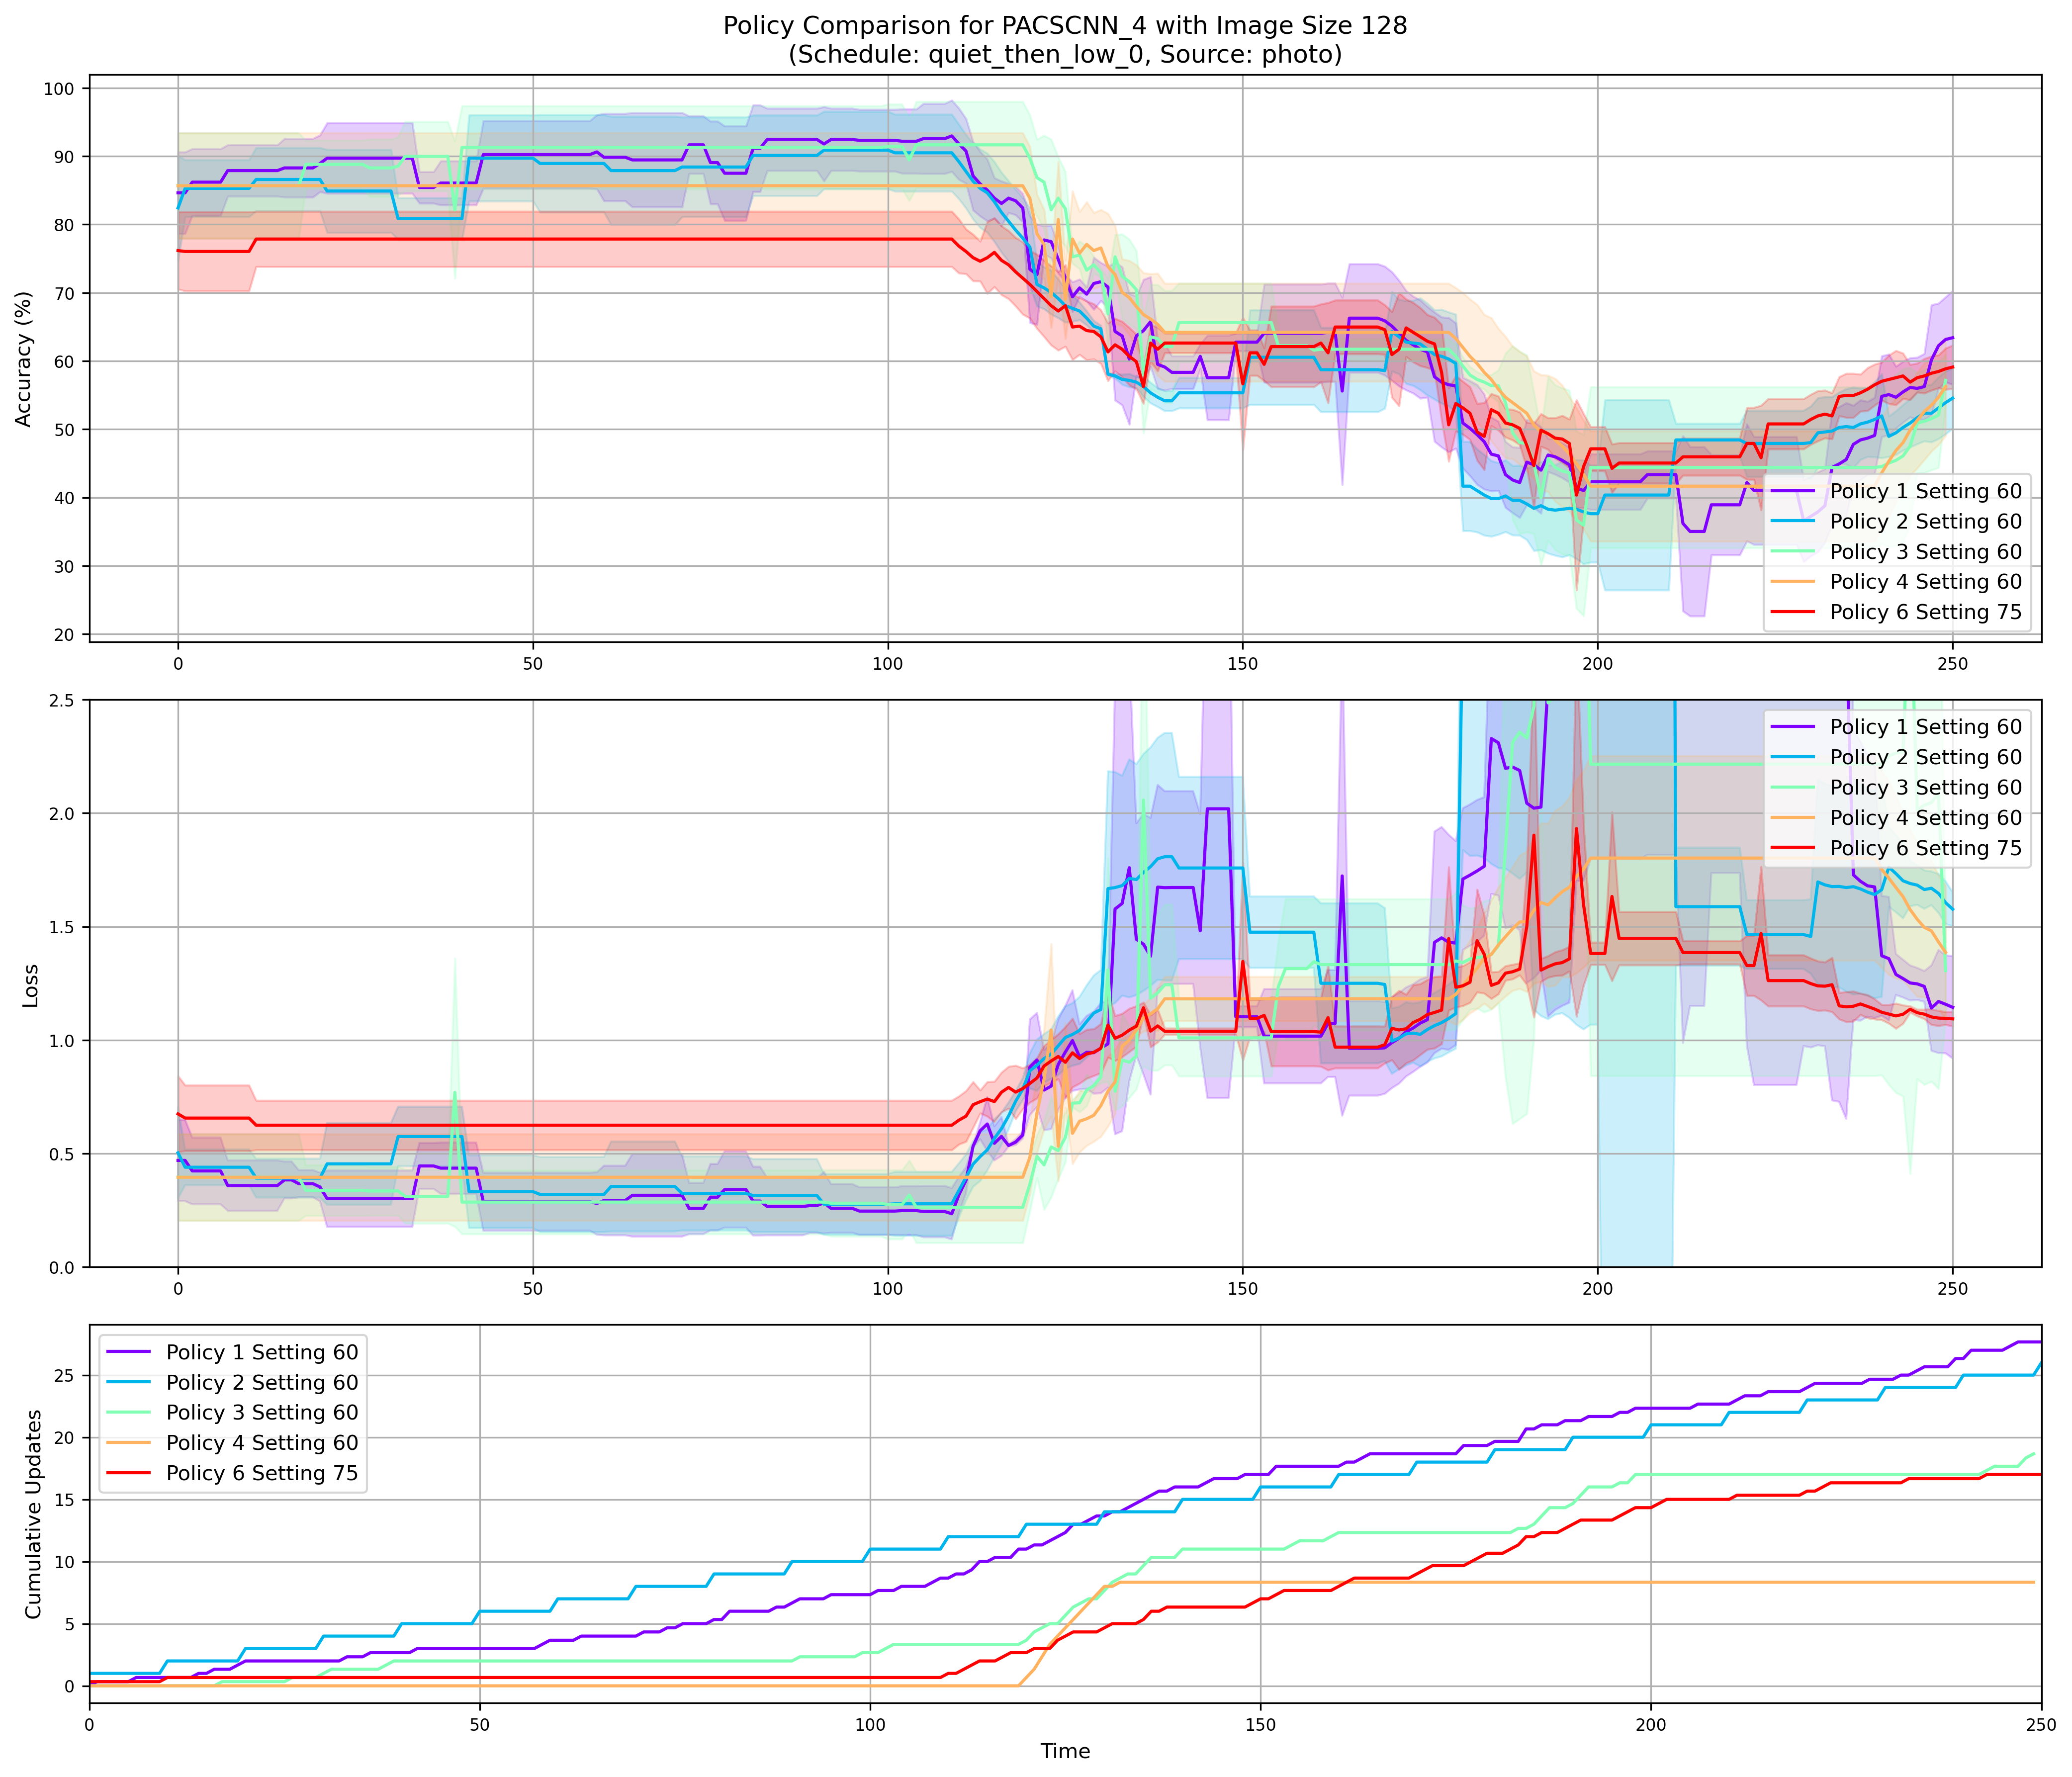 Policy Comparison for PACSCNN_4 with Image Size 128
(Schedule: quiet_then_low_0, Source: photo)
Accuracy (%)
100
90
80
70
60
50
40
30
20
0
50
100
150
200
250
Policy 1 Setting 60
Policy 2 Setting 60
Policy 3 Setting 60
Policy 4 Setting 60
Policy 6 Setting 75
Loss
2.5
2.0
1.5
1.0
0.5
0.0
0
50
100
150
200
250
Policy 1 Setting 60
Policy 2 Setting 60
Policy 3 Setting 60
Policy 4 Setting 60
Policy 6 Setting 75
Cumulative Updates
25
20
15
10
5
0
0
50
100
150
200
250
Policy 1 Setting 60
Policy 2 Setting 60
Policy 3 Setting 60
Policy 4 Setting 60
Policy 6 Setting 75
Time